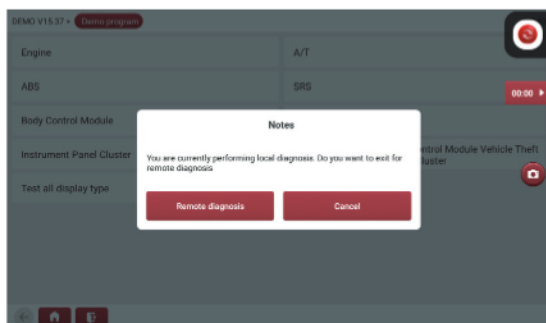 DEMO V15.37 > Demo program
Engine
A/T
ABS
SRS
00:00
Body Control Module
Notes
Instrument Panel Cluster
ntrol Module Vehicle Theft
luster
You are currently performing local diagnosis. Do you want to exit for
remote diagnosis
Test all display type
Remote diagnosis
Cancel